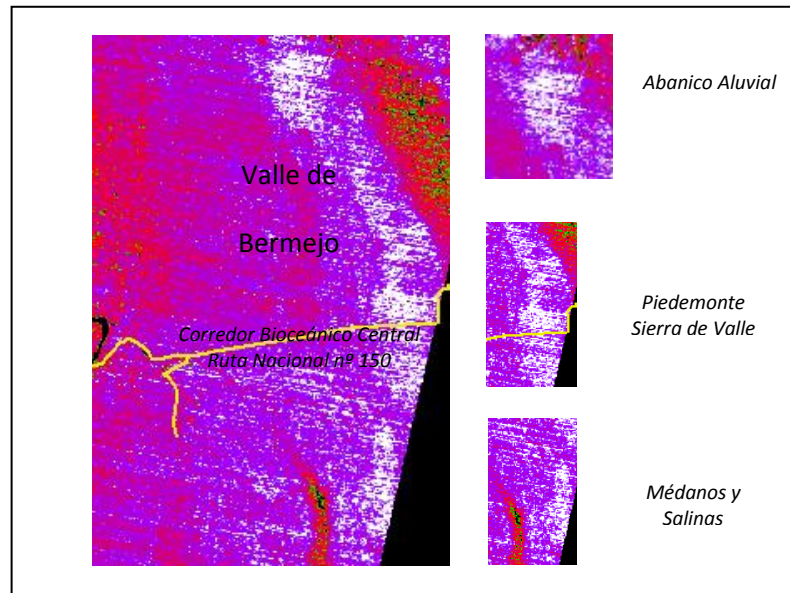 Valle de
Bermejo
Corredor Bioceánico Central
Ruta Nacional nº 150
Abanico Aluvial
Piedemonte
Sierra de Valle
Médanos y
Salinas